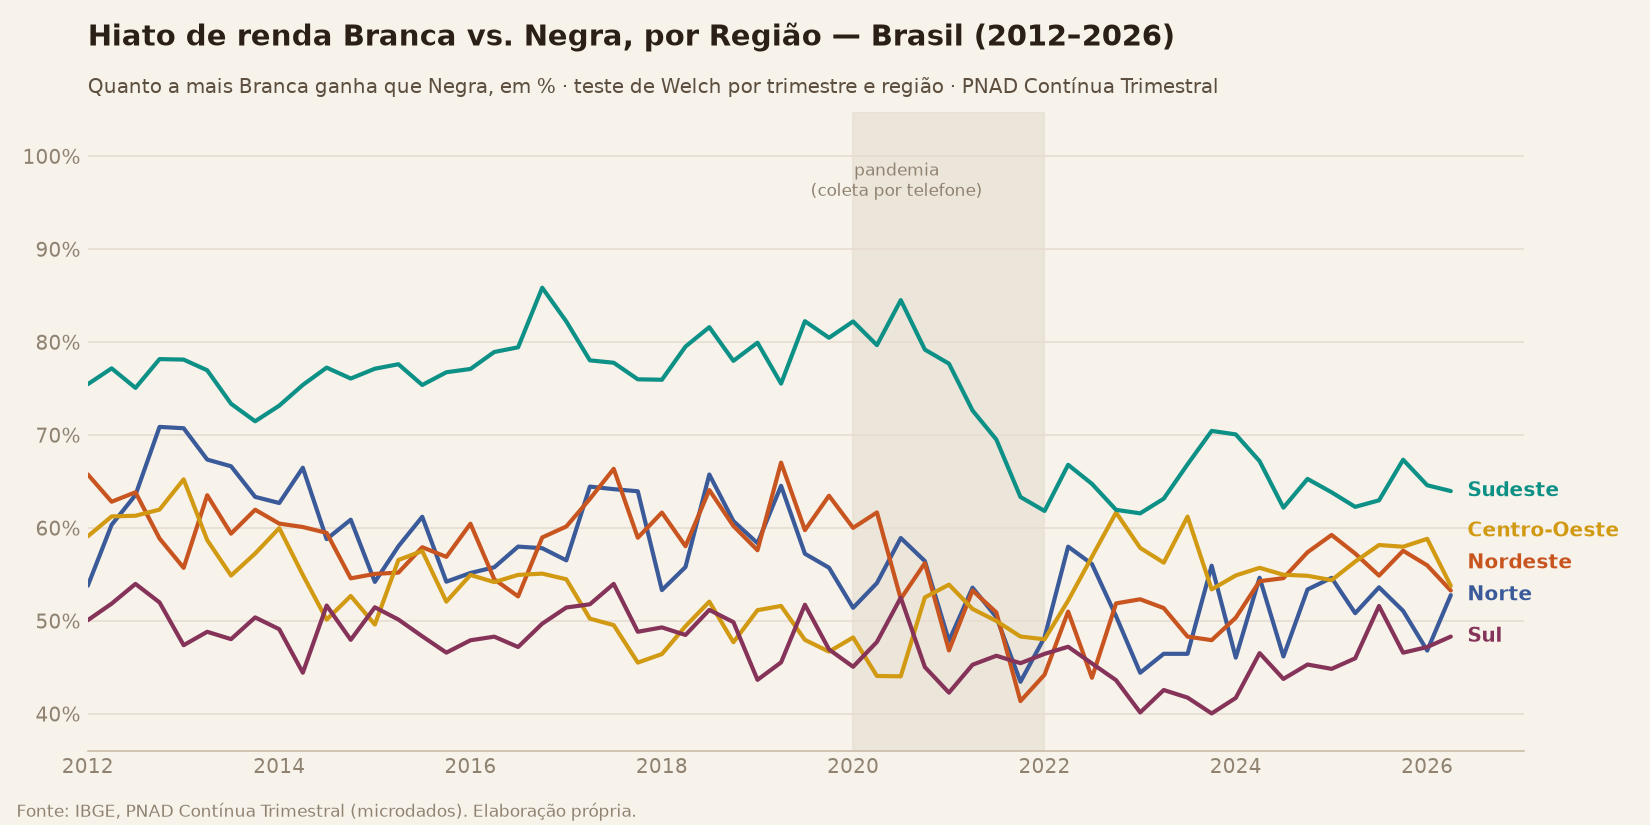 Hiato de renda Branca vs. Negra, por Região — Brasil (2012–2026)
Quanto a mais Branca ganha que Negra, em % · teste de Welch por trimestre e região · PNAD Contínua Trimestral
100%
pandemia
(coleta por telefone)
90%
80%
70%
60%
50%
40%
Sudeste
Centro-Oeste
Nordeste
Norte
Sul
2012 2014 2016 2018 2020 2022 2024 2026
Fonte: IBGE, PNAD Contínua Trimestral (microdados). Elaboração própria.